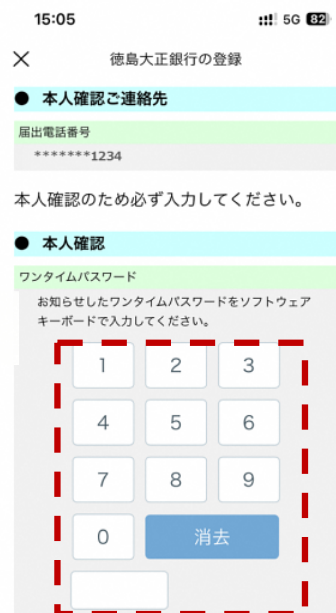 15:05
5G 82
× 徳島大正銀行の登録
● 本人確認ご連絡先
届出電話番号
*******1234
本人確認のため必ず入力してください。
● 本人確認
ワンタイムパスワード
お知らせしたワンタイムパスワードをソフトウェア
キーボードで入力してください。
1 2 3
4 5 6
7 8 9
0 消去